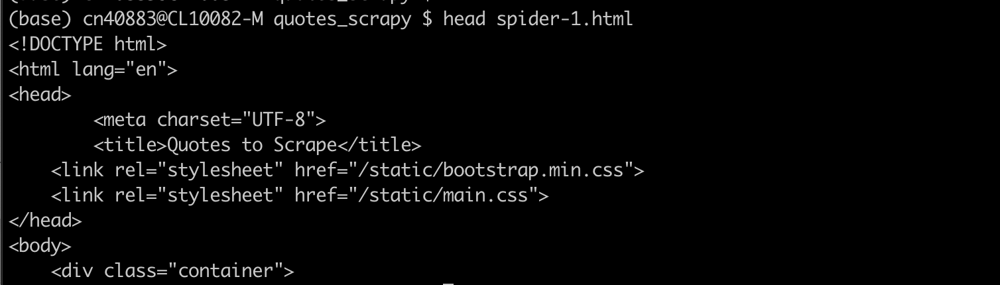 (base) cn40883@CL10082-M quotes_scrapy $ head spider-1.html
<!DOCTYPE html>
<html lang="en">
<head>
        <meta charset="UTF-8">
        <title>Quotes to Scrape</title>
    <link rel="stylesheet" href="/static/bootstrap.min.css">
    <link rel="stylesheet" href="/static/main.css">
</head>
<body>
    <div class="container">